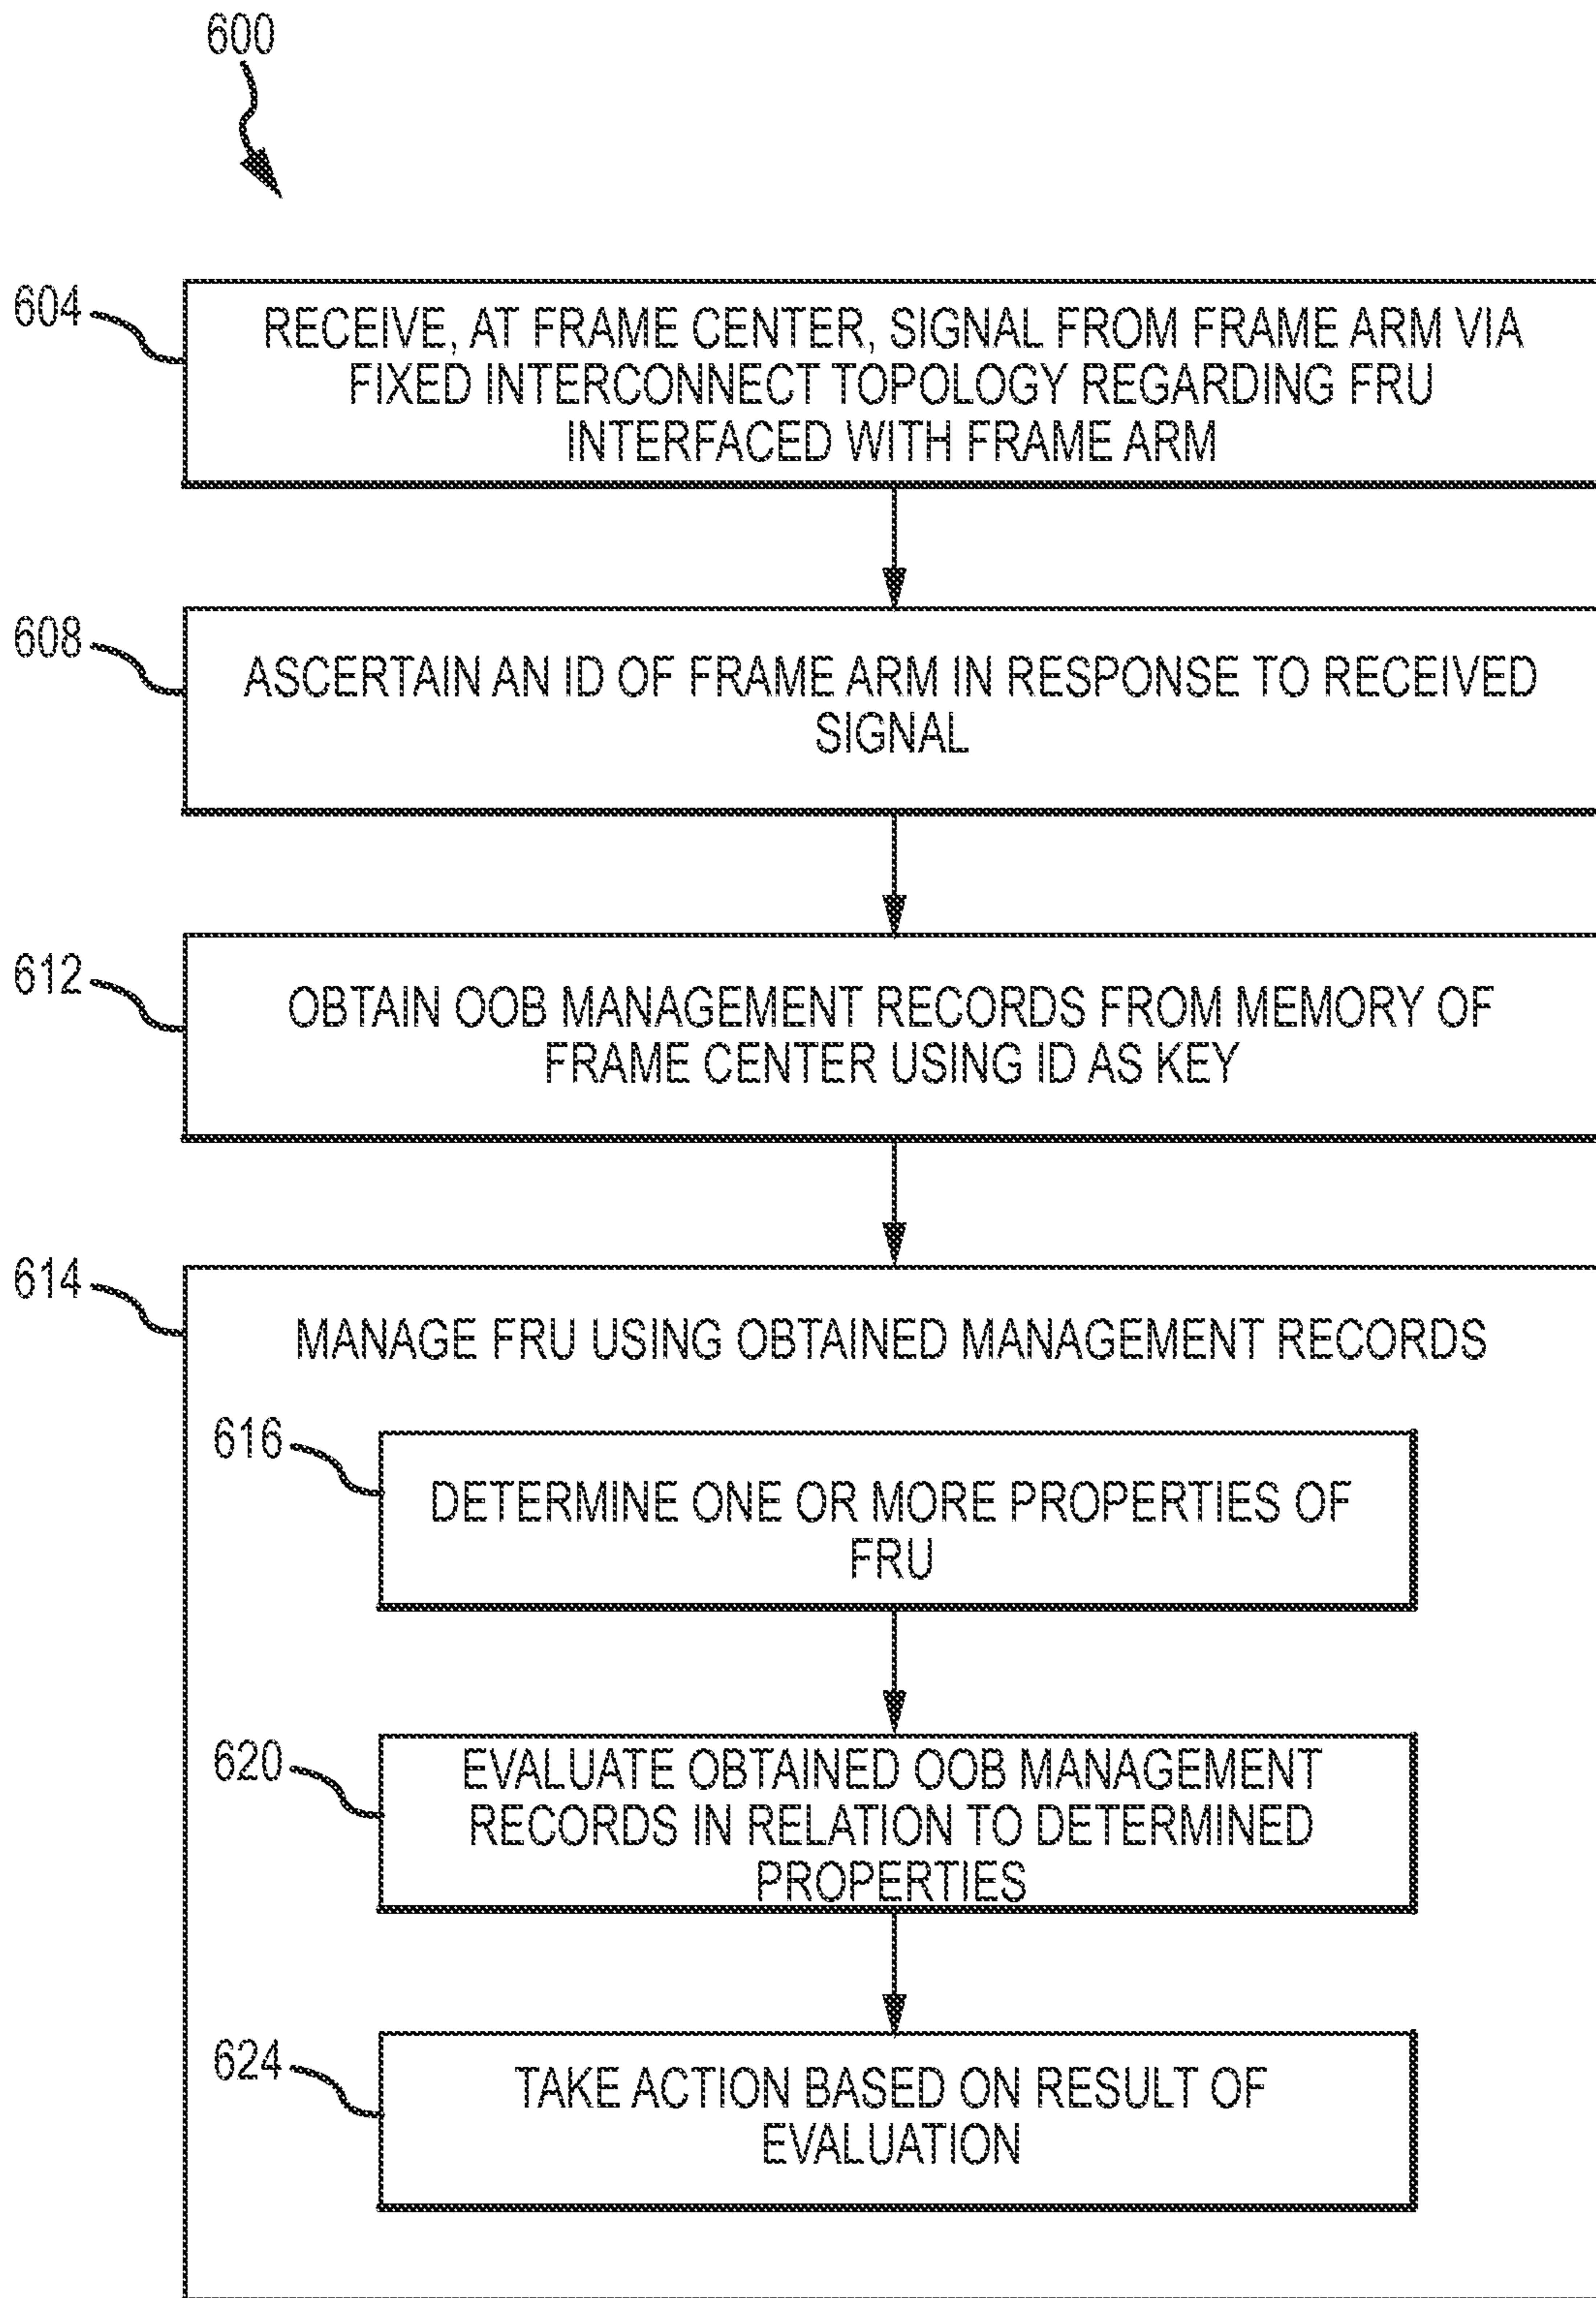 600
604
RECEIVE, AT FRAME CENTER, SIGNAL FROM FRAME ARM VIA
FIXED INTERCONNECT TOPOLOGY REGARDING FRU
INTERFACED WITH FRAME ARM
608
ASCERTAIN AN ID OF FRAME ARM IN RESPONSE TO RECEIVED
SIGNAL
612
OBTAIN OOB MANAGEMENT RECORDS FROM MEMORY OF
FRAME CENTER USING ID AS KEY
614
MANAGE FRU USING OBTAINED MANAGEMENT RECORDS
616
DETERMINE ONE OR MORE PROPERTIES OF
FRU
620
EVALUATE OBTAINED OOB MANAGEMENT
RECORDS IN RELATION TO DETERMINED
PROPERTIES
624
TAKE ACTION BASED ON RESULT OF
EVALUATION